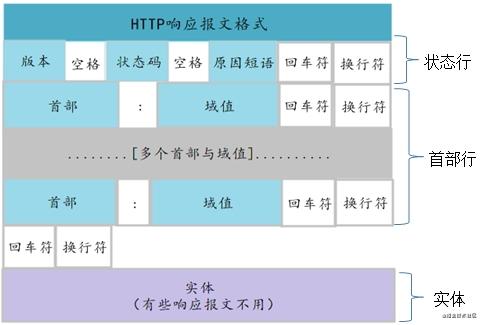 HTTP响应报文格式
版本 空格 状态码 空格 原因短语 回车符 换行符 状态行
首部 : 域值 回车符 换行符
........[多个首部与域值].......... 首部行
首部 : 域值 回车符 换行符
回车符 换行符
实体
（有些响应报文不用） 实体